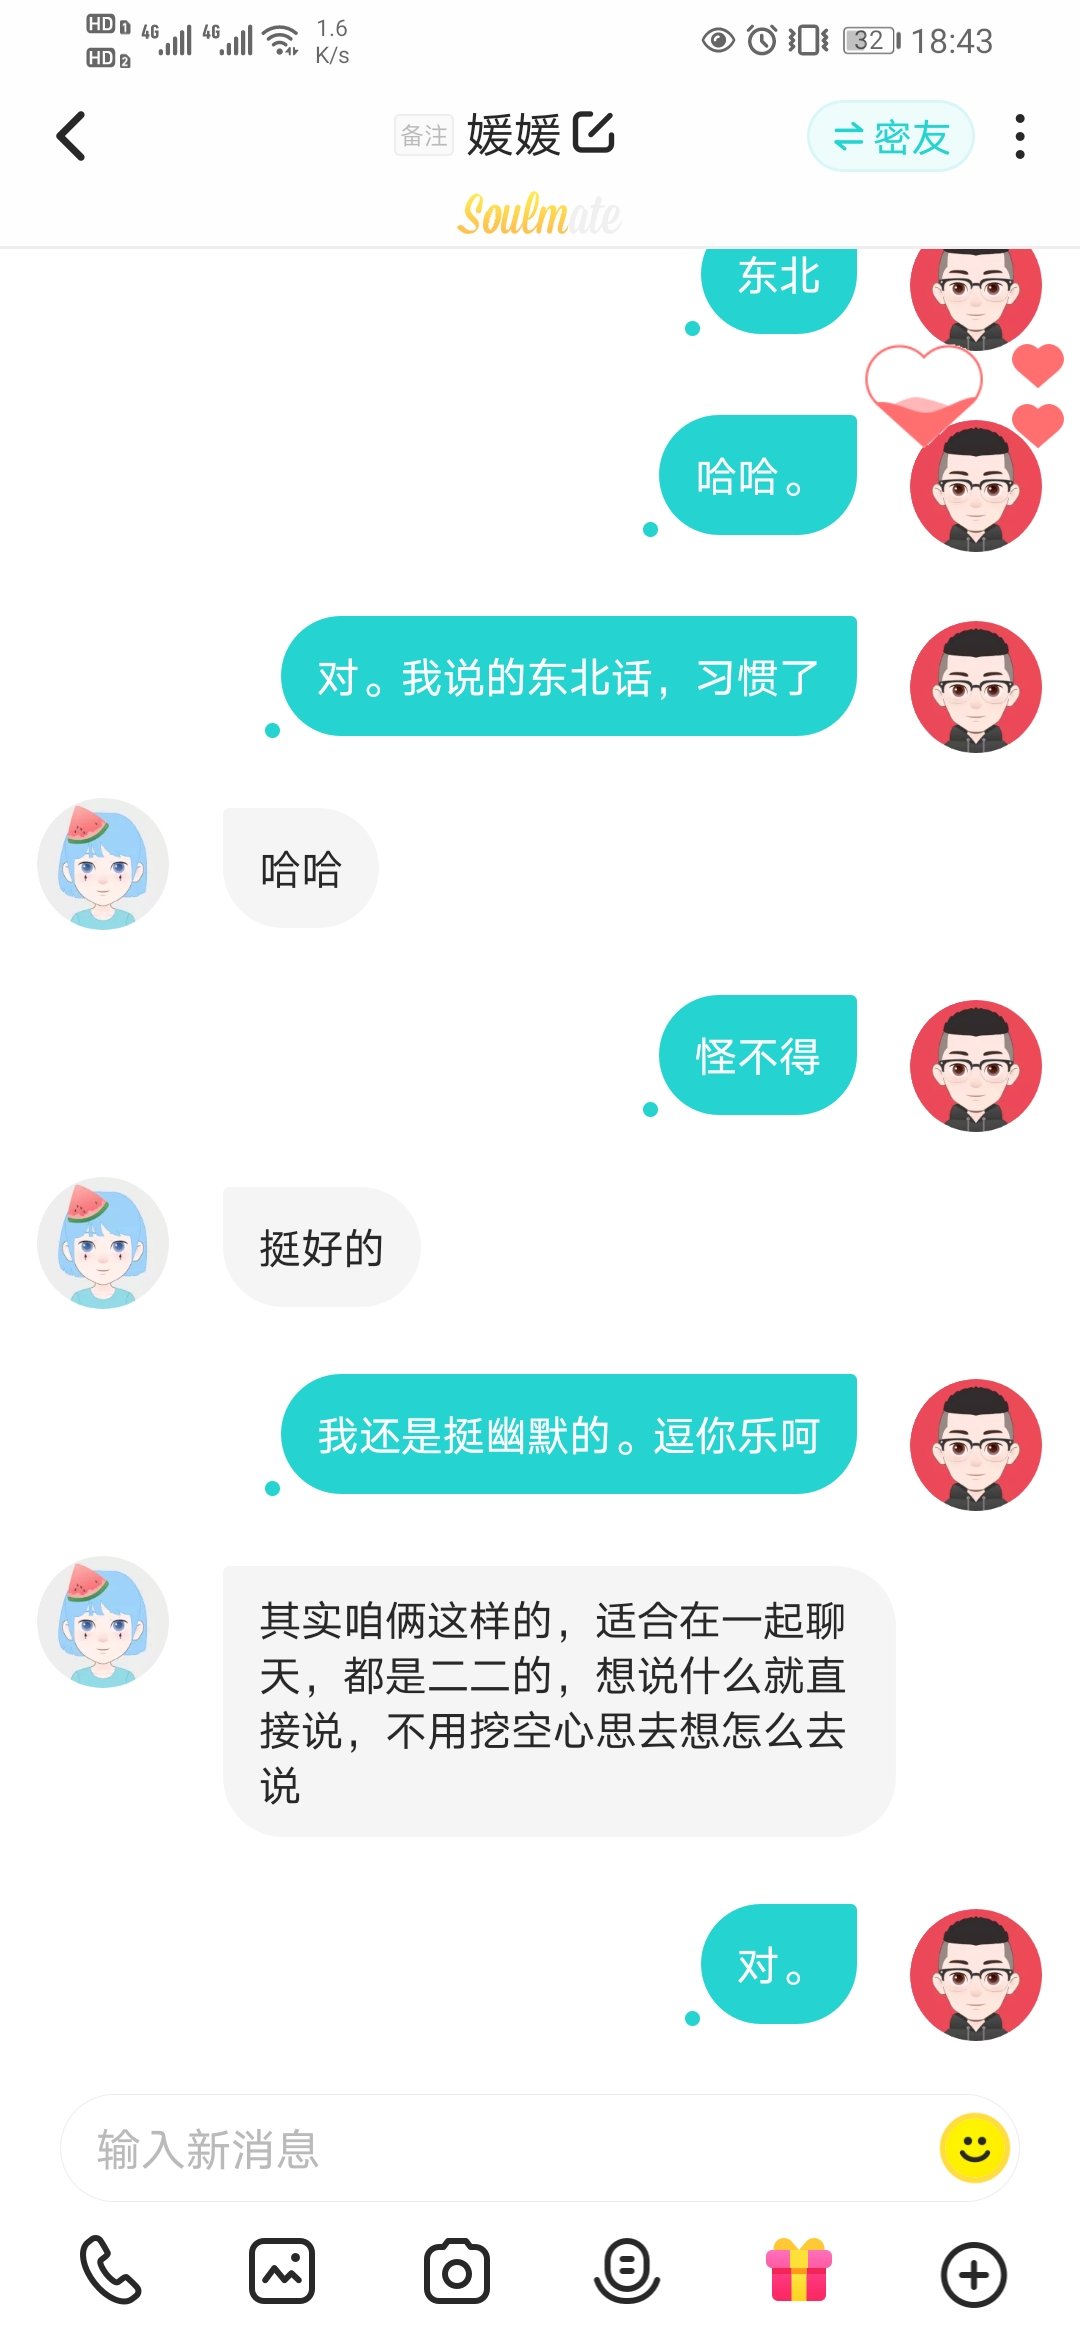 HD 1 4G 4G 1.6
HD 2 K/s
32 18:43
备注 媛媛 密友
Soulmate
东北
哈哈。
对。我说的东北话，习惯了
哈哈
怪不得
挺好的
我还是挺幽默的。逗你乐呵
其实咱俩这样的，适合在一起聊
天，都是二二的，想说什么就直
接说，不用挖空心思去想怎么去
说
对。
输入新消息